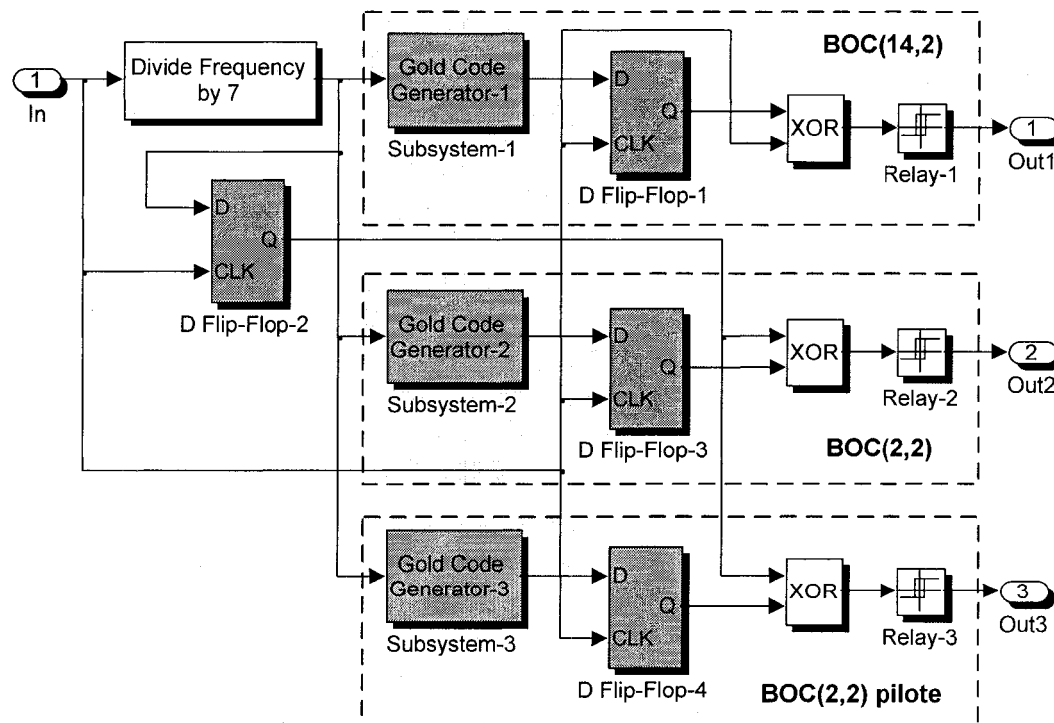 1
In
Divide Frequency
by 7
BOC(14,2)
Gold Code
Generator-1
Subsystem-1
D
Q
CLK
D Flip-Flop-1
XOR
Relay-1
1
Out1
D
Q
CLK
D Flip-Flop-2
Gold Code
Generator-2
Subsystem-2
D
Q
CLK
D Flip-Flop-3
XOR
Relay-2
2
Out2
BOC(2,2)
Gold Code
Generator-3
Subsystem-3
D
Q
CLK
D Flip-Flop-4
XOR
Relay-3
3
Out3
BOC(2,2) pilote